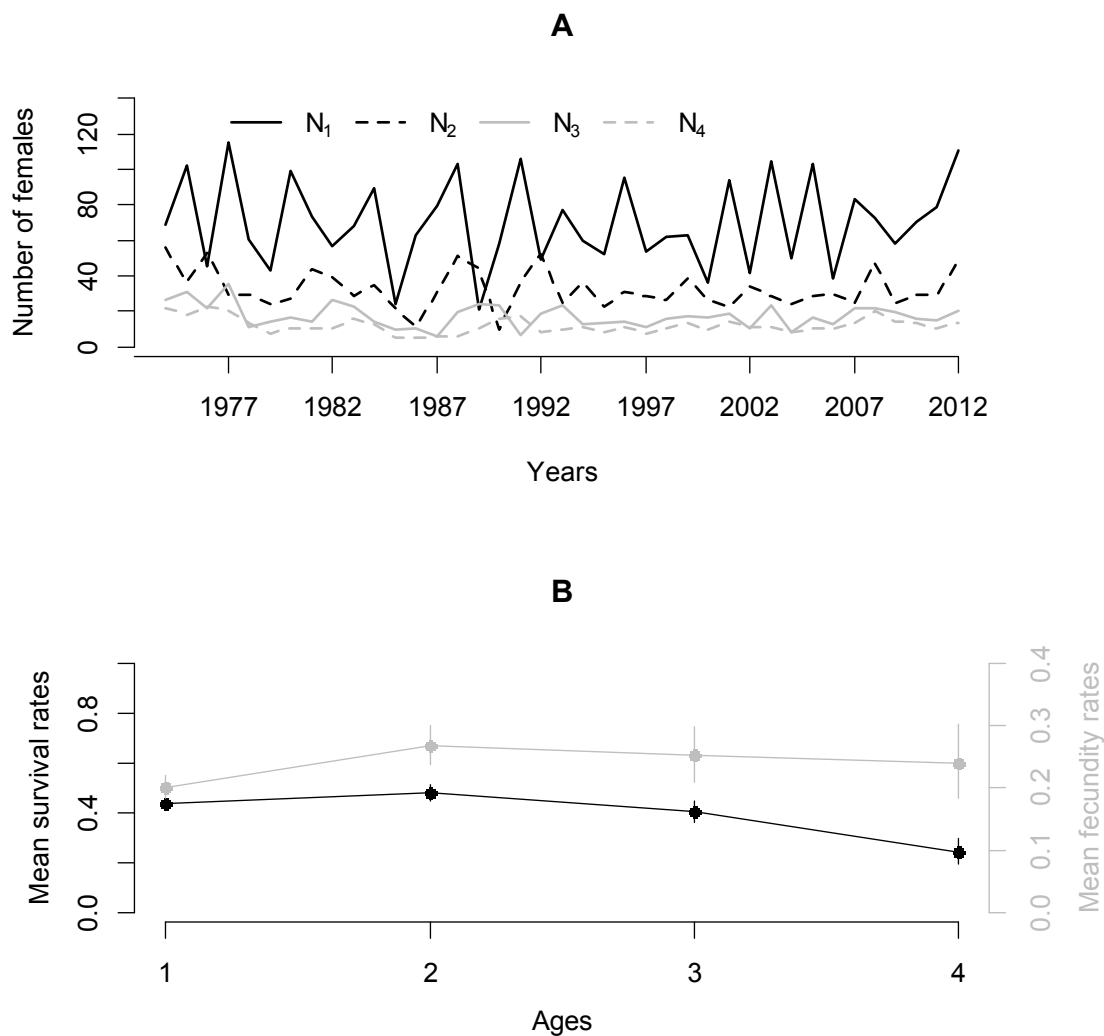 A
Number of females
0 40 80 120
N1 N2 N3 N4
1977 1982 1987 1992 1997 2002 2007 2012
Years
B
Mean survival rates
0.0 0.4 0.8
Mean fecundity rates
0.0 0.1 0.2 0.3 0.4
1 2 3 4
Ages